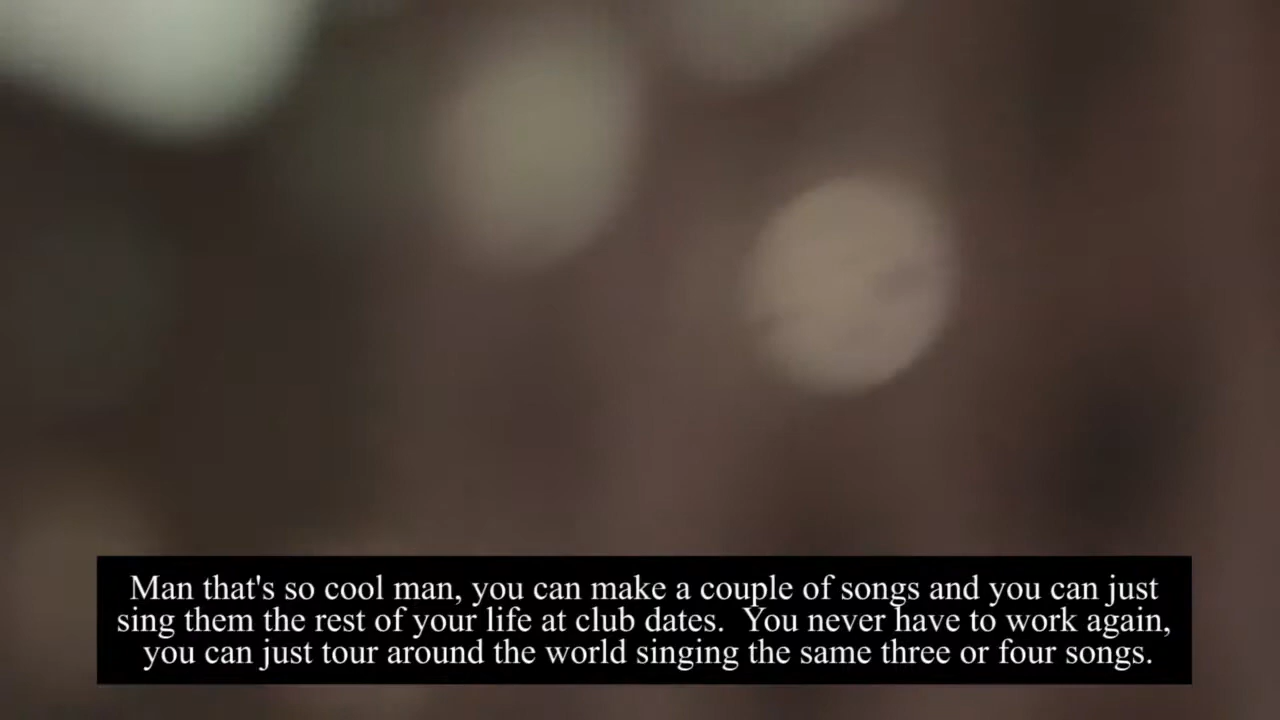 Man that's so cool man, you can make a couple of songs and you can just
sing them the rest of your life at club dates.  You never have to work again,
you can just tour around the world singing the same three or four songs.